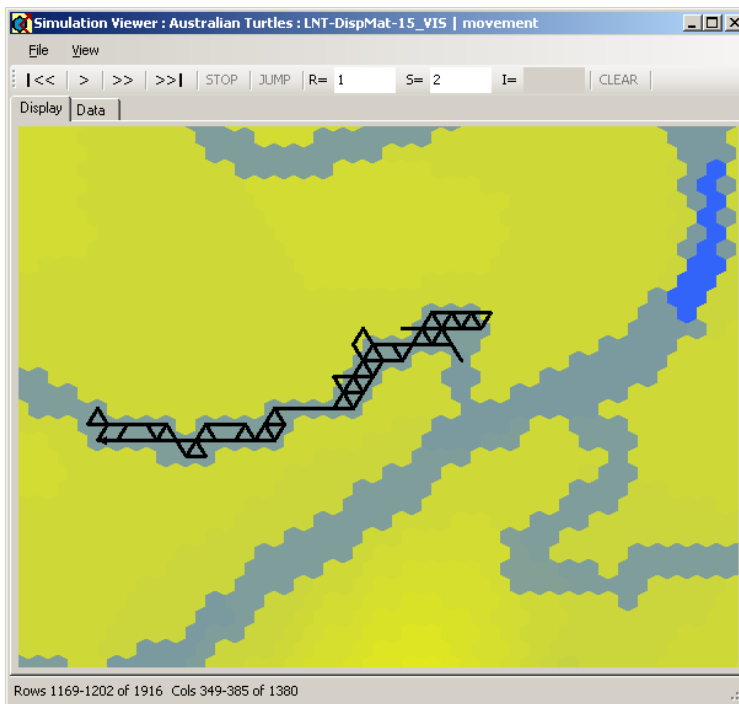 Simulation Viewer : Australian Turtles : LNT-DispMat-15_VIS | movement
File View
|<< > >> >>| STOP JUMP R= 1 S= 2 I= CLEAR
Display Data
Rows 1169-1202 of 1916 Cols 349-385 of 1380